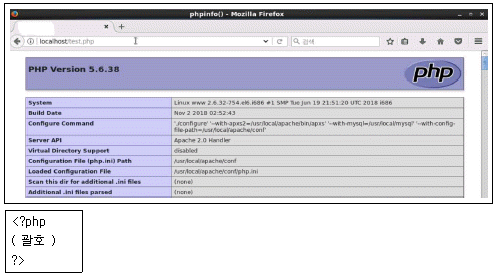 phpinfo() - Mozilla Firefox
localhost/test.php
검색
PHP Version 5.6.38
php
System Linux www 2.6.32-754.el6.i686 #1 SMP Tue Jun 19 21:51:20 UTC 2018 i686
Build Date Nov 2 2018 02:52:43
Configure Command './configure' '--with-apxs2=/usr/local/apache/bin/apxs' '--with-mysql=/usr/local/mysql' '--with-config-
file-path=/usr/local/apache/conf'
Server API Apache 2.0 Handler
Virtual Directory Support disabled
Configuration File (php.ini) Path /usr/local/apache/conf
Loaded Configuration File /usr/local/apache/conf/php.ini
Scan this dir for additional .ini files (none)
Additional .ini files parsed (none)
<?php
( 괄호 )
?>